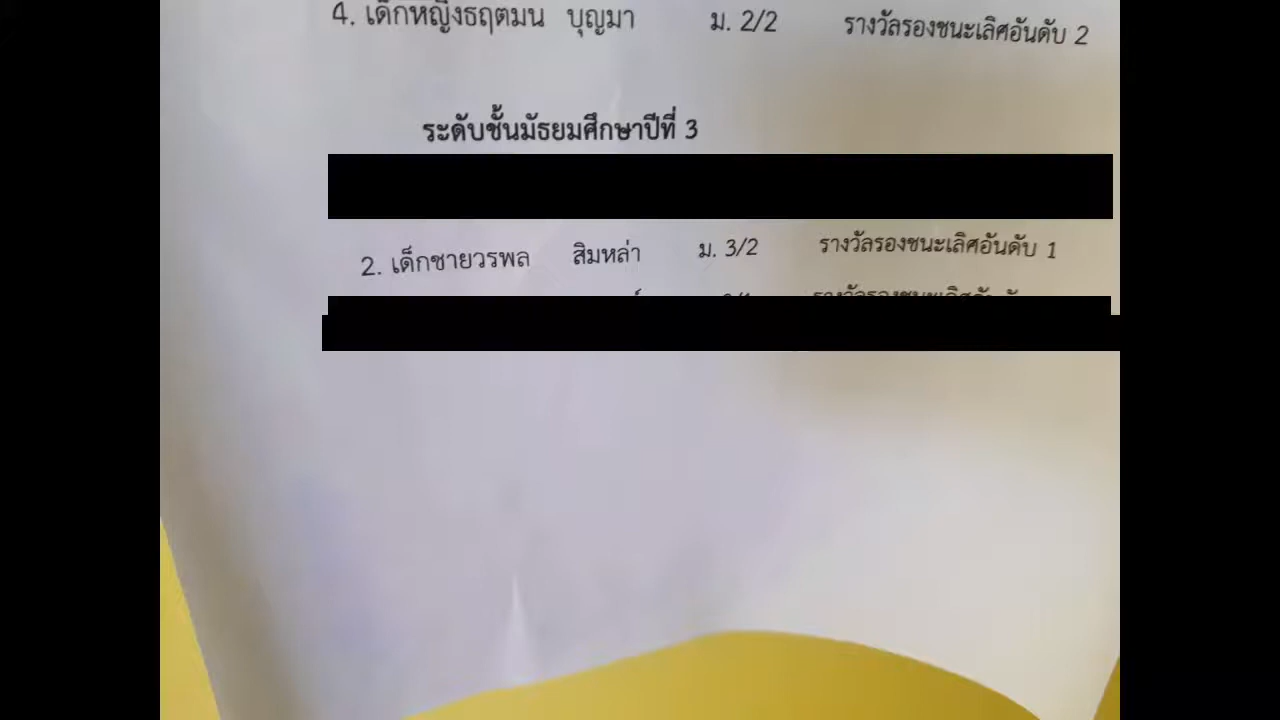 4. เด็กหญิงธฤตมน บุญมา ม. 2/2 รางวัลรองชนะเลิศอันดับ 2
ระดับชั้นมัธยมศึกษาปีที่ 3
2. เด็กชายวรพล สิมหล่า ม. 3/2 รางวัลรองชนะเลิศอันดับ 1